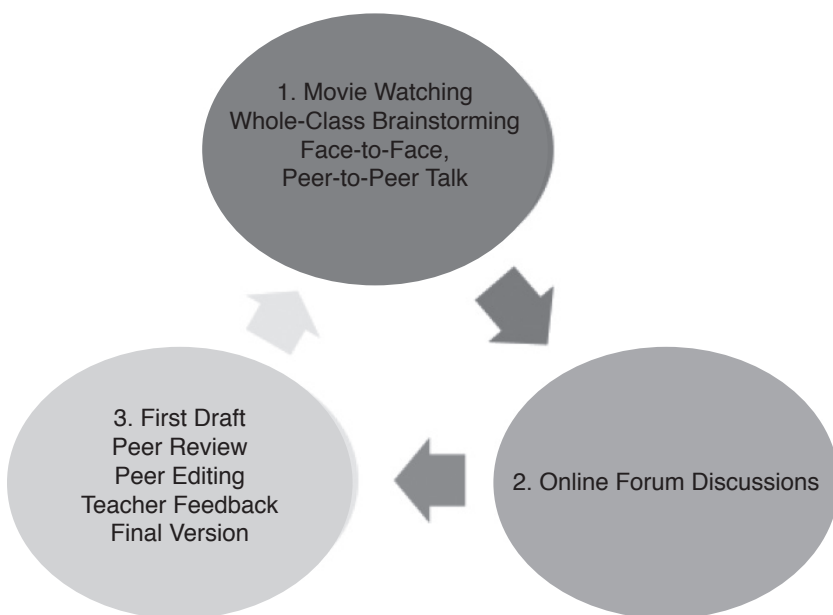 1. Movie Watching
Whole-Class Brainstorming
Face-to-Face,
Peer-to-Peer Talk
2. Online Forum Discussions
3. First Draft
Peer Review
Peer Editing
Teacher Feedback
Final Version